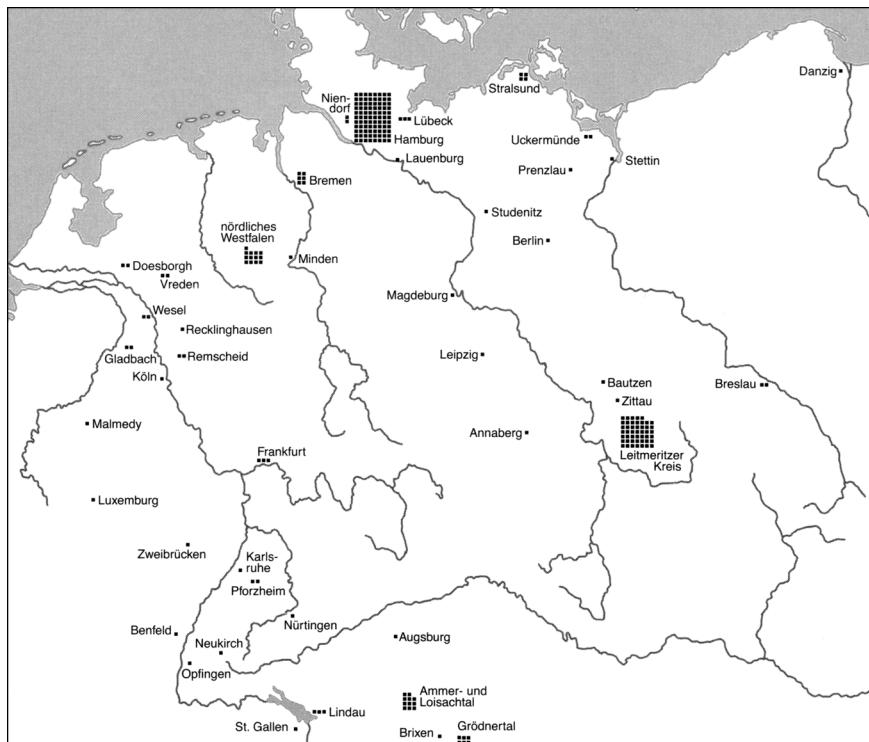 Danzig
Stralsund
Nien-
dorf
Lübeck
Hamburg
Uckermünde
Lauenburg
Stettin
Prenzlau
Bremen
Studenitz
nördliches
Westfalen
Berlin
Minden
Doesborgh
Vreden
Magdeburg
Wesel
Recklinghausen
Gladbach
Remscheid
Leipzig
Köln
Bautzen
Breslau
Zittau
Malmedy
Annaberg
Leitmeritzer
Kreis
Frankfurt
Luxemburg
Zweibrücken
Karls-
ruhe
Pforzheim
Nürtingen
Benfeld
Augsburg
Neukirch
Opfingen
Ammer- und
Loisachtal
Lindau
St. Gallen
Brixen
Grödnertal